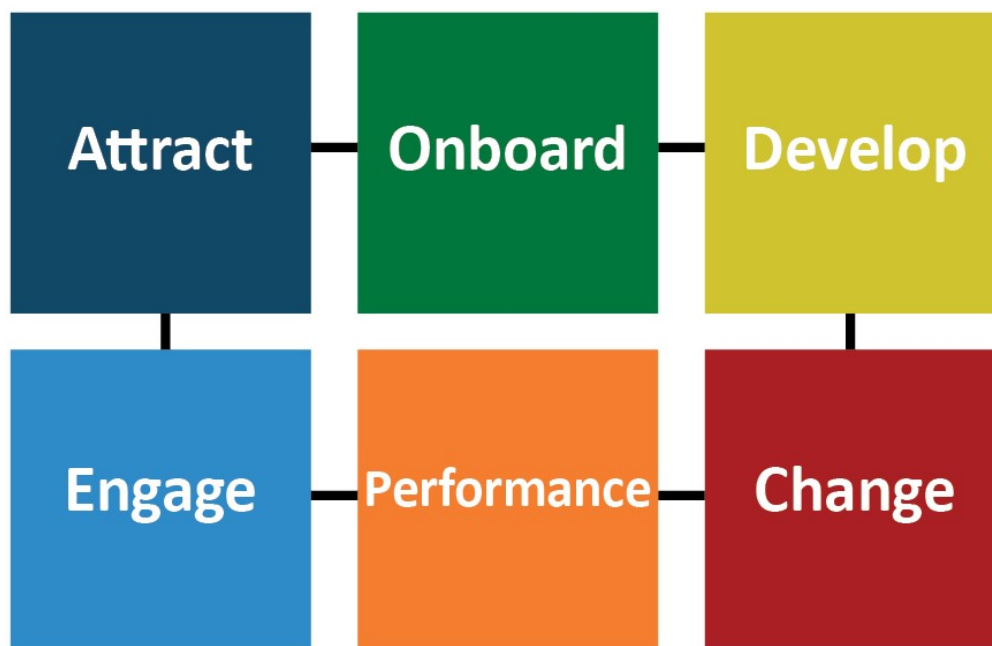 Attract
Onboard
Develop
Engage
Performance
Change